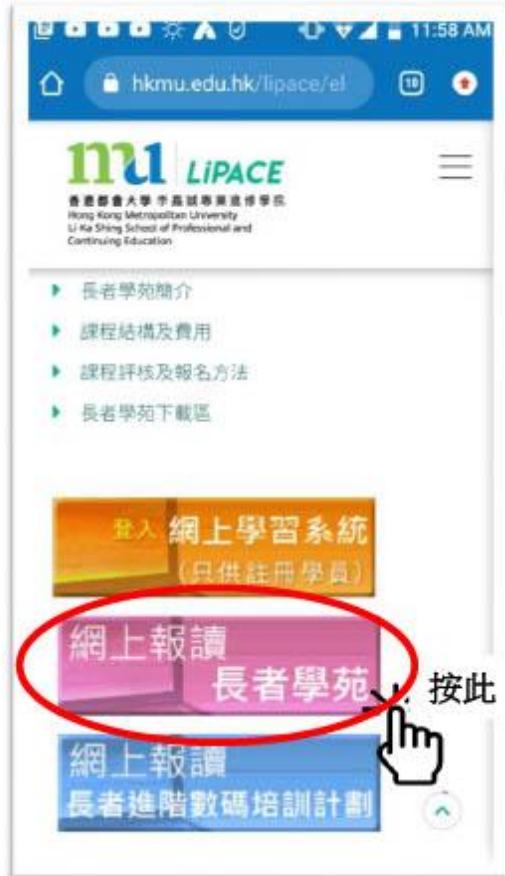 11:58 AM
hkmu.edu.hk/lipace/el
10
mu LiPACE
香港都會大學 李嘉誠專業進修學院
Hong Kong Metropolitan University
Li Ka Shing School of Professional and
Continuing Education
長者學苑簡介
課程結構及費用
課程評核及報名方法
長者學苑下載區
登入 網上學習系統
(只供註冊學員)
網上報讀
長者學苑
按此
網上報讀
長者進階數碼培訓計劃